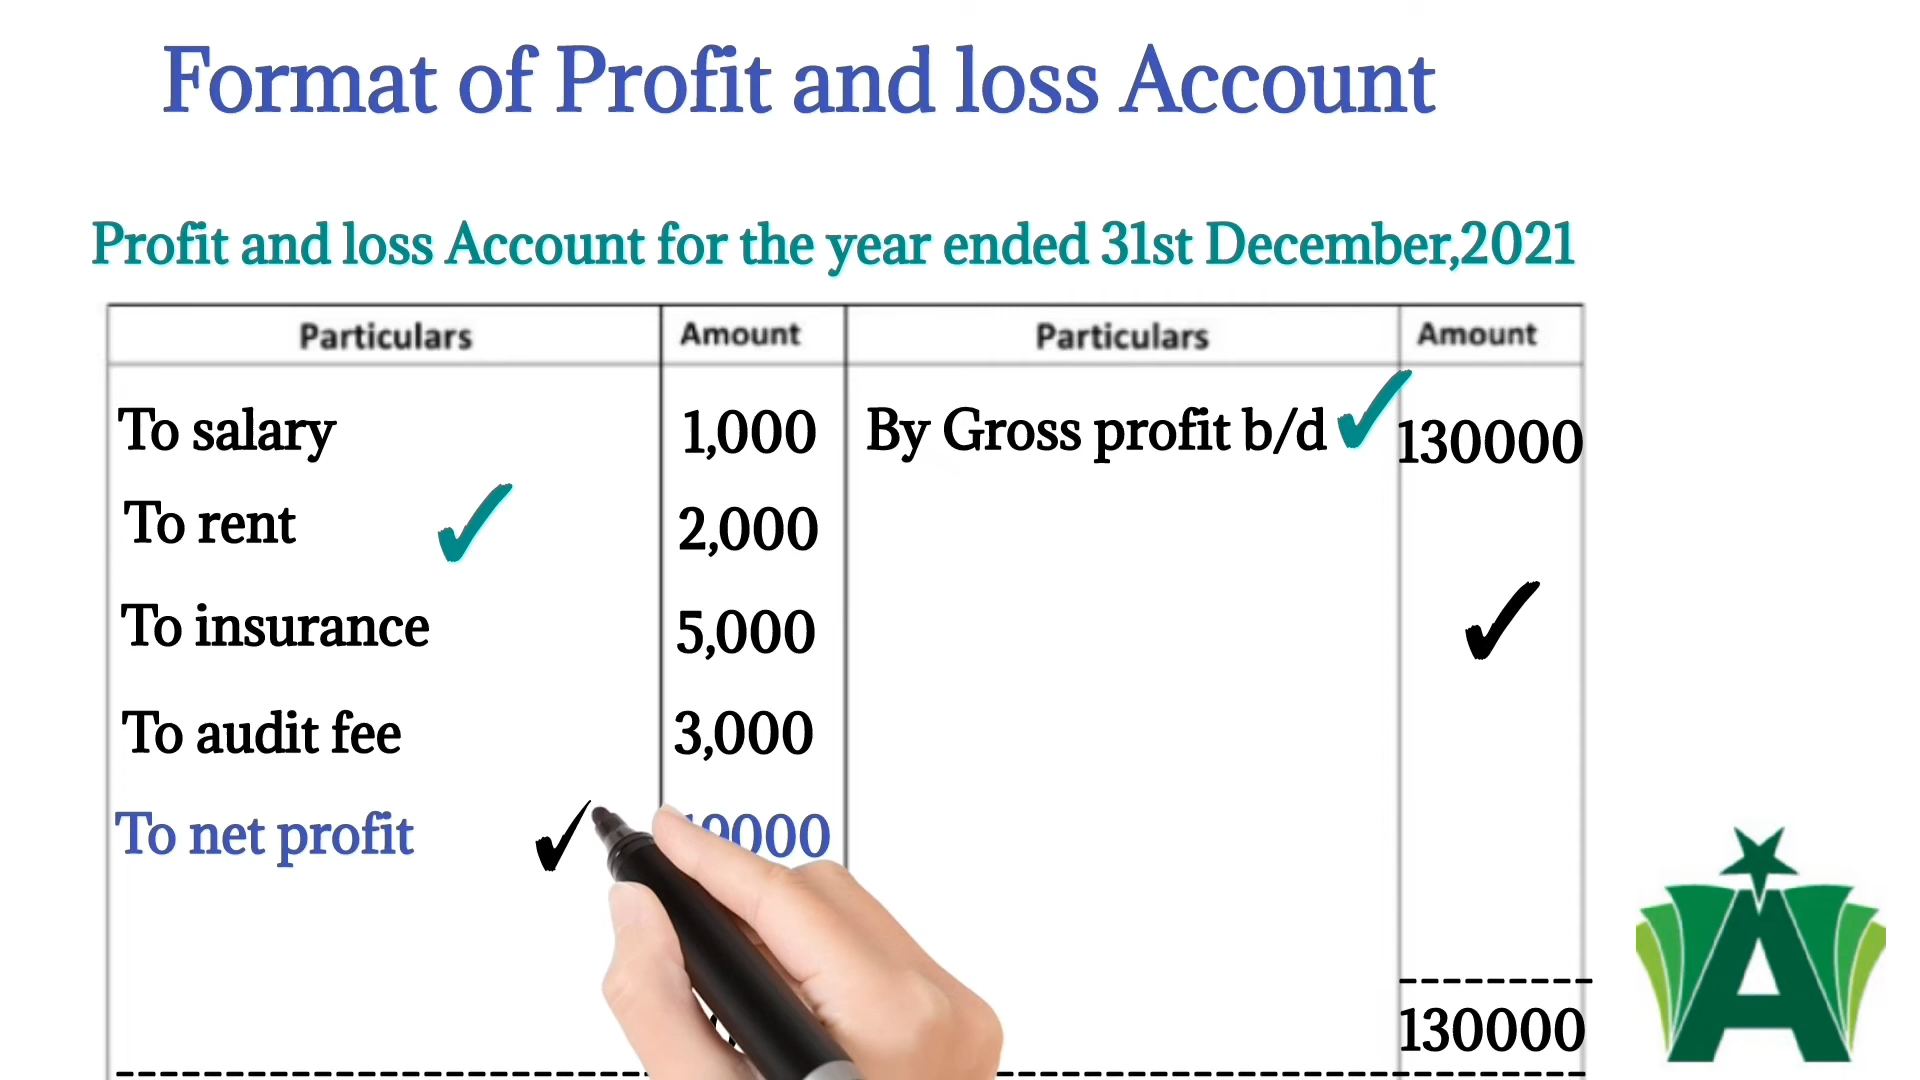 Format of Profit and loss Account
Profit and loss Account for the year ended 31st December,2021
Particulars Amount Particulars Amount
To salary 1,000 By Gross profit b/d 130000
To rent 2,000
To insurance 5,000
To audit fee 3,000
To net profit
130000
A